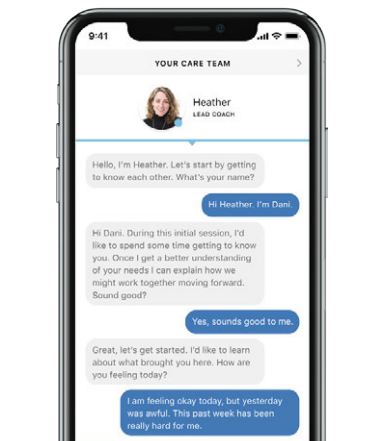 9:41
YOUR CARE TEAM
Heather
LEAD COACH
Hello, I'm Heather. Let's start by getting
to know each other. What's your name?
Hi Heather. I'm Dani.
Hi Dani. During this initial session, I'd
like to spend some time getting to know
you. Once I get a better understanding
of your needs I can explain how we
might work together moving forward.
Sound good?
Yes, sounds good to me.
Great, let's get started. I'd like to learn
about what brought you here. How are
you feeling today?
I am feeling okay today, but yesterday
was awful. This past week has been
really hard for me.